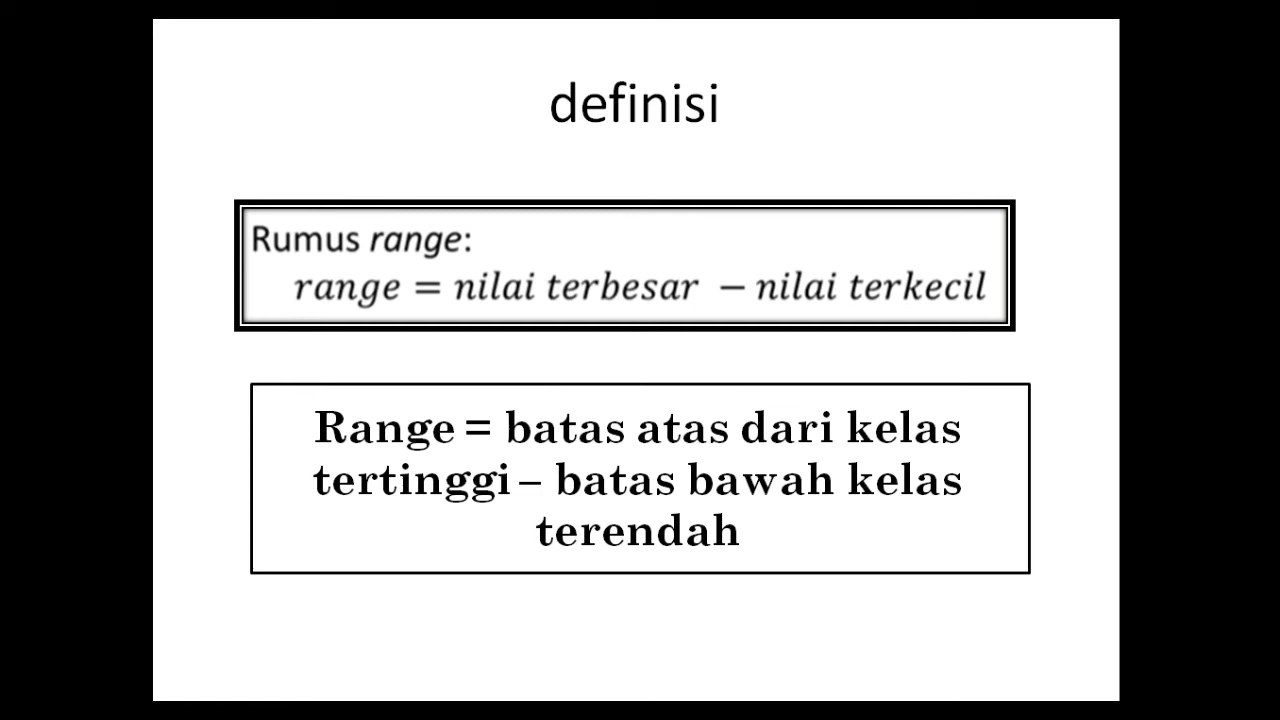 definisi
Rumus range:
range = nilai terbesar − nilai terkecil
Range = batas atas dari kelas
tertinggi – batas bawah kelas
terendah